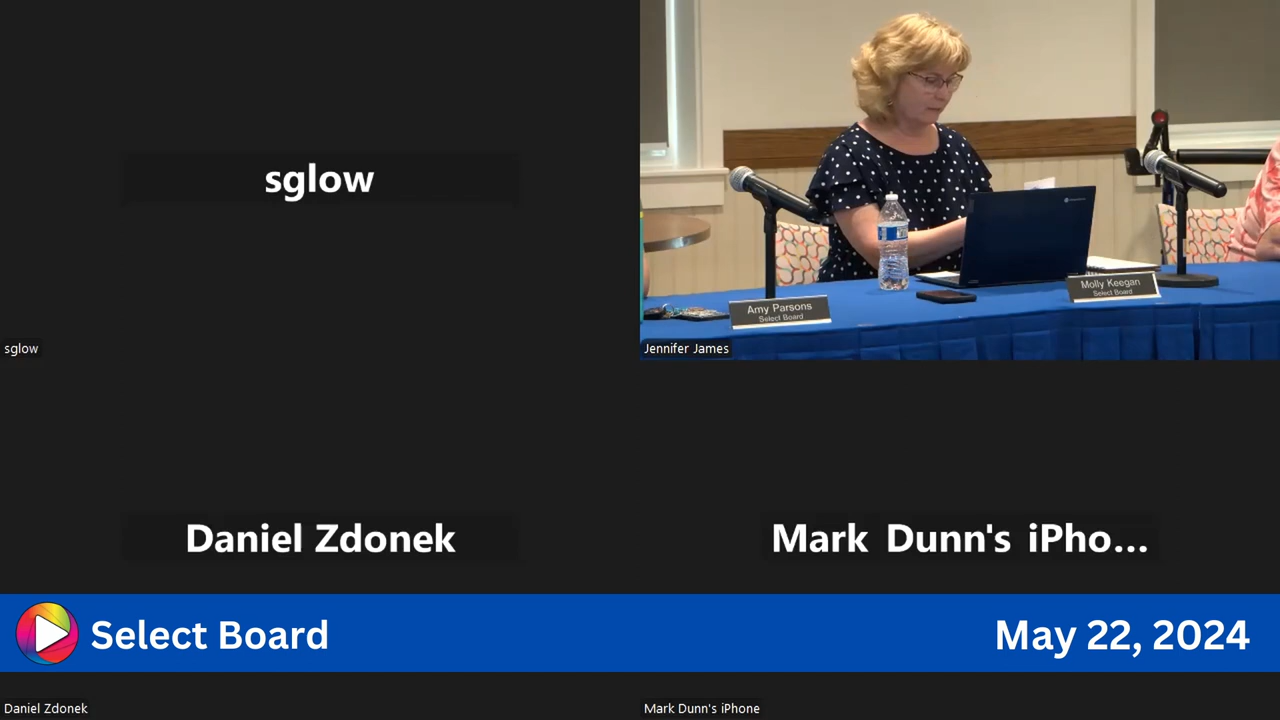 sglow
sglow
Amy Parsons
Select Board
Molly Keegan
Select Board
Jennifer James
Daniel Zdonek
Mark Dunn's iPho...
Select Board
May 22, 2024
Daniel Zdonek
Mark Dunn's iPhone